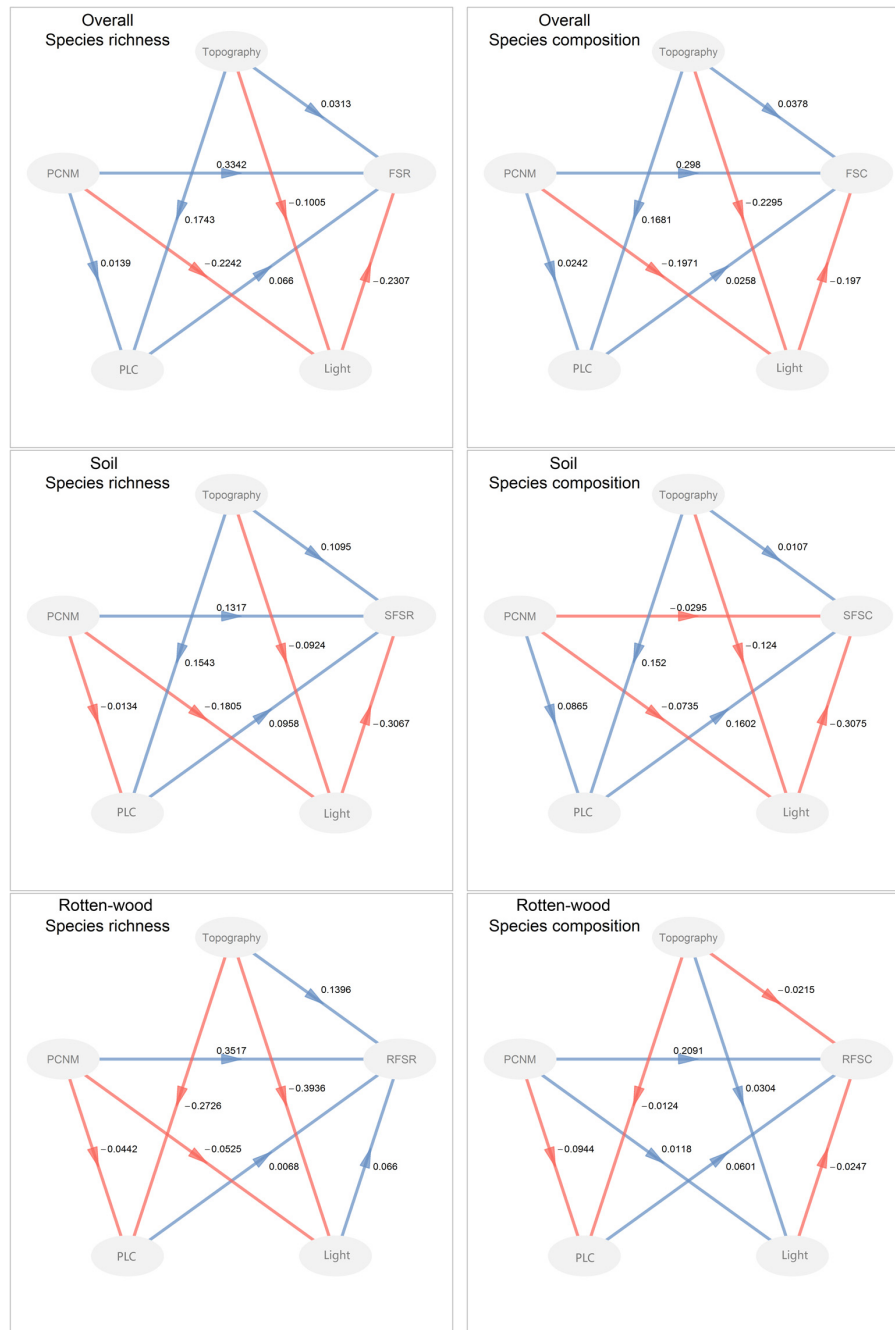 Overall
Species richness
Topography
0.0313
PCNM
0.3342
FSR
0.1743
−0.1005
0.0139
−0.2242
0.066
−0.2307
PLC
Light
Overall
Species composition
Topography
0.0378
PCNM
0.298
FSC
0.1681
−0.2295
0.0242
−0.1971
0.0258
−0.197
PLC
Light
Soil
Species richness
Topography
0.1095
PCNM
0.1317
SFSR
0.1543
−0.0924
−0.0134
−0.1805
0.0958
−0.3067
PLC
Light
Soil
Species composition
Topography
0.0107
PCNM
−0.0295
SFSC
0.152
−0.124
0.0865
−0.0735
0.1602
−0.3075
PLC
Light
Rotten-wood
Species richness
Topography
0.1396
PCNM
0.3517
RFSR
−0.2726
−0.3936
−0.0442
−0.0525
0.0068
0.066
PLC
Light
Rotten-wood
Species composition
Topography
−0.0215
PCNM
0.2091
RFSC
−0.0124
0.0304
−0.0944
0.0118
0.0601
−0.0247
PLC
Light